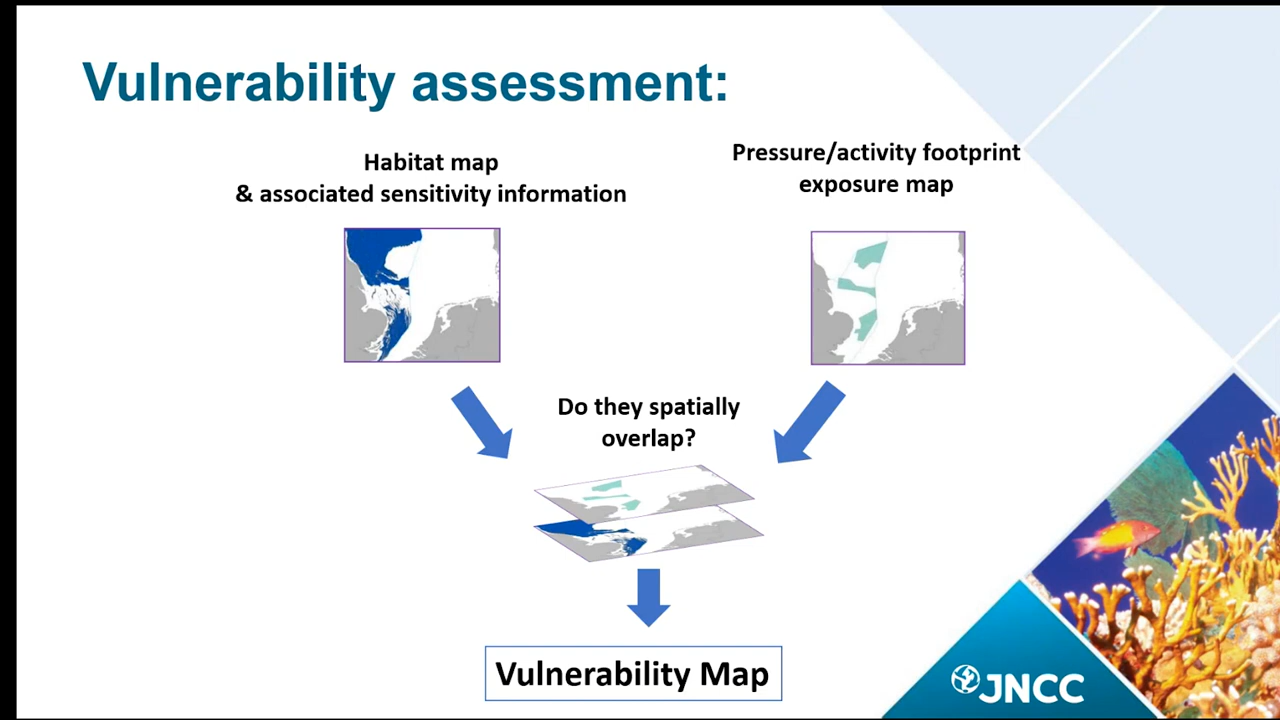 Vulnerability assessment:
Habitat map
& associated sensitivity information
Pressure/activity footprint
exposure map
Do they spatially
overlap?
Vulnerability Map
JNCC